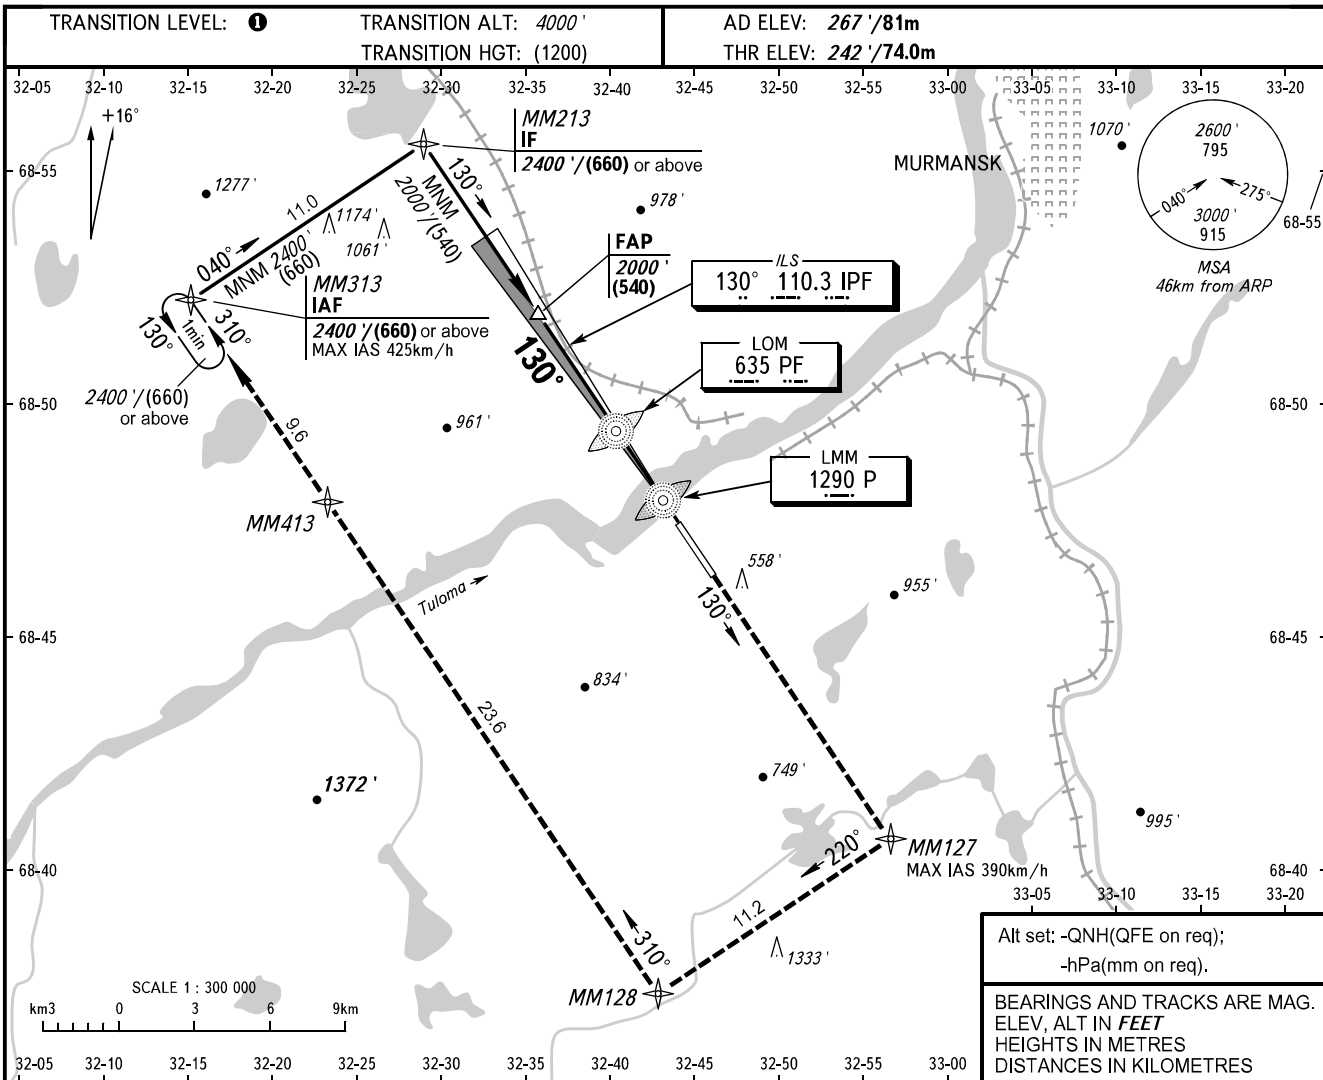 TRANSITION LEVEL: ❶
TRANSITION ALT: 4000'
TRANSITION HGT: (1200)
AD ELEV: 267'/81m
THR ELEV: 242'/74.0m
32-05 32-10 32-15 32-20 32-25 32-30 32-35 32-40 32-45 32-50 32-55 33-00 33-05 33-10 33-15 33-20
+16°
MM213
IF
2400'/(660) or above
MURMANSK
1070'
2600'
795
040°
275°
3000'
915
MSA
46km from ARP
68-55
68-55
1277'
11.0
1174'
1061'
040°
MNM 2400'
(660)
130°
MNM
2000'/(540)
978'
FAP
2000'
(540)
ILS
130° 110.3 IPF
MM313
IAF
2400'/(660) or above
MAX IAS 425km/h
130°
1min
310°
2400'/(660)
or above
130°
LOM
635 PF
68-50
68-50
961'
9.6
LMM
1290 P
MM413
Tuloma
558'
955'
130°
68-45
68-45
834'
23.6
749'
1372'
995'
MM127
MAX IAS 390km/h
220°
68-40
68-40
33-05 33-10 33-15 33-20
11.2
310°
1333'
MM128
SCALE 1 : 300 000
km3 0 3 6 9km
Alt set: -QNH(QFE on req);
-hPa(mm on req).
BEARINGS AND TRACKS ARE MAG.
ELEV, ALT IN FEET
HEIGHTS IN METRES
DISTANCES IN KILOMETRES
32-05 32-10 32-15 32-20 32-25 32-30 32-35 32-40 32-45 32-50 32-55 33-00